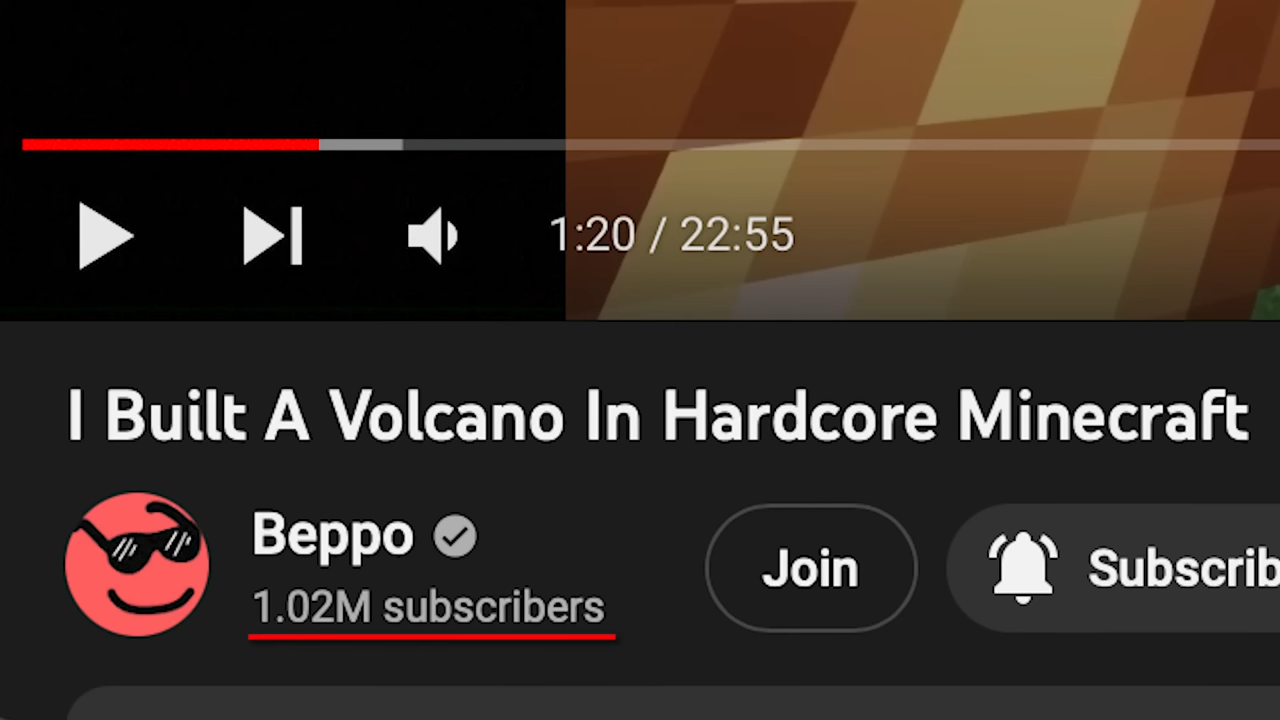 1:20 / 22:55
I Built A Volcano In Hardcore Minecraft
Beppo
1.02M subscribers
Join
Subscrib